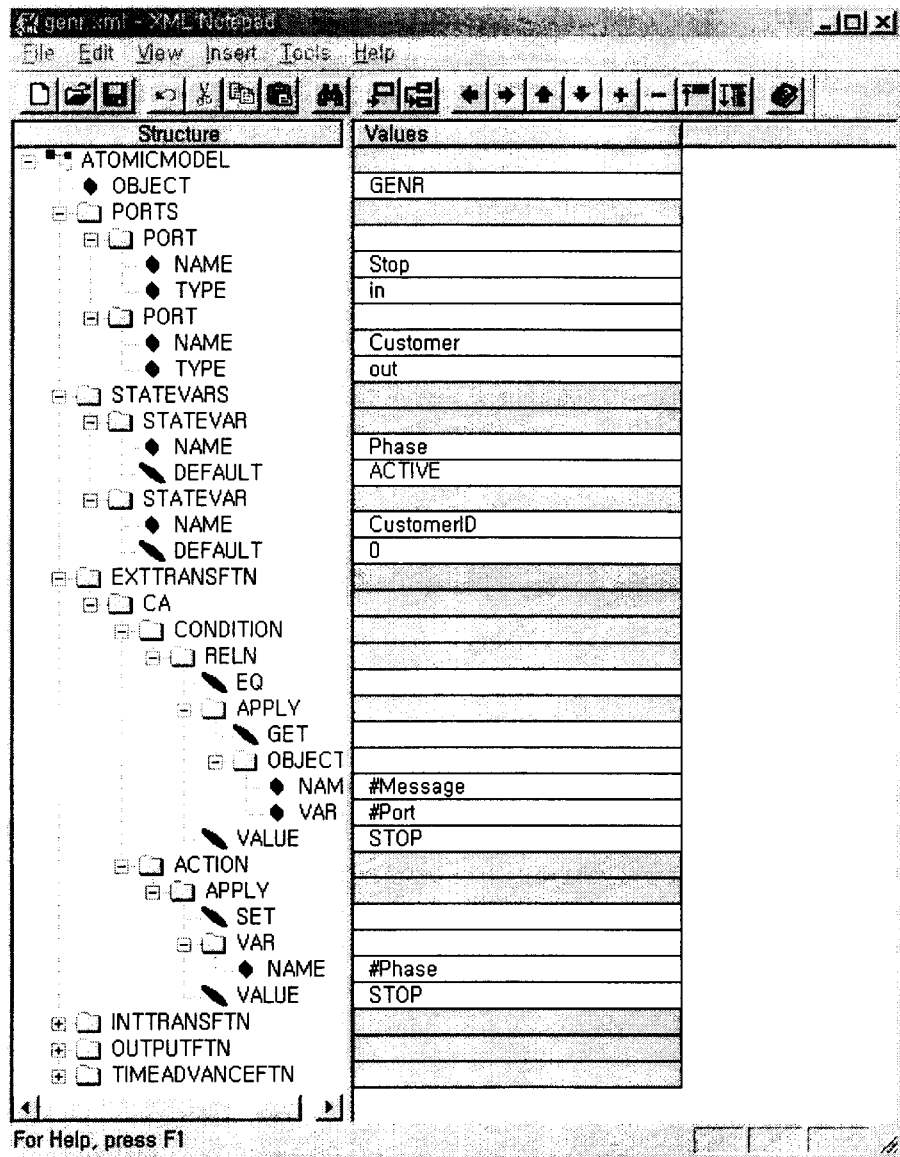 genr.xml - XML Notepad
File Edit View Insert Tools Help
Structure Values
ATOMICMODEL
OBJECT GENR
PORTS
PORT
NAME Stop
TYPE in
PORT
NAME Customer
TYPE out
STATEVARS
STATEVAR
NAME Phase
DEFAULT ACTIVE
STATEVAR
NAME CustomerID
DEFAULT 0
EXTTRANSFTN
CA
CONDITION
RELN
EQ
APPLY
GET
OBJECT
NAM #Message
VAR #Port
VALUE STOP
ACTION
APPLY
SET
VAR
NAME #Phase
VALUE STOP
INTTRANSFTN
OUTPUTFTN
TIMEADVANCEFTN
For Help, press F1